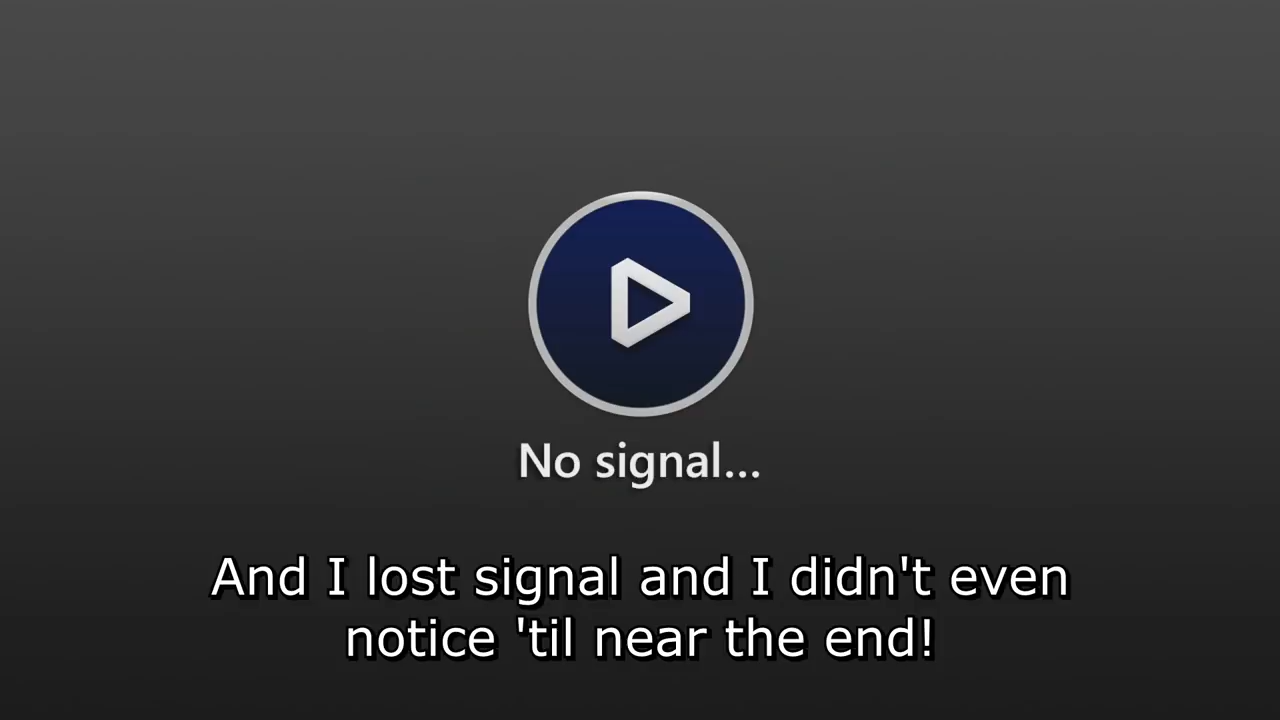 No signal...
And I lost signal and I didn't even
notice 'til near the end!